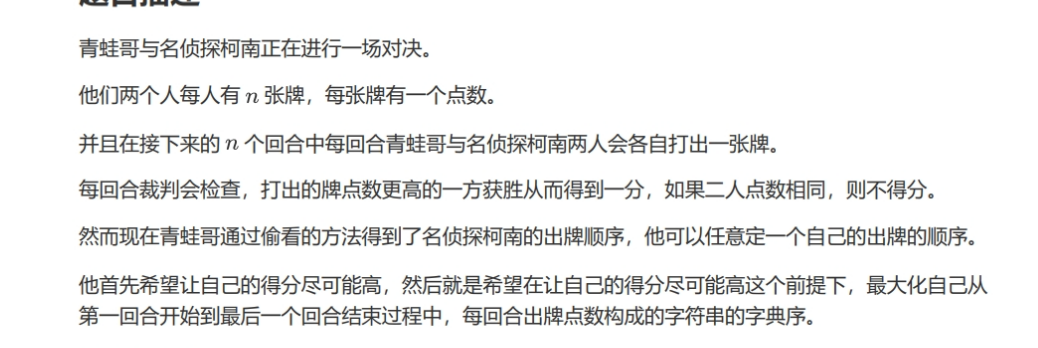 青蛙哥与名侦探柯南正在进行一场对决。
他们两个人每人有 n 张牌，每张牌有一个点数。
并且在接下来的 n 个回合中每回合青蛙哥与名侦探柯南两人会各自打出一张牌。
每回合裁判会检查，打出的牌点数更高的一方获胜从而得到一分，如果二人点数相同，则不得分。
然而现在青蛙哥通过偷看的方法得到了名侦探柯南的出牌顺序，他可以任意定一个自己的出牌的顺序。
他首先希望让自己的得分尽可能高，然后就是希望在让自己的得分尽可能高这个前提下，最大化自己从
第一回合开始到最后一个回合结束过程中，每回合出牌点数构成的字符串的字典序。